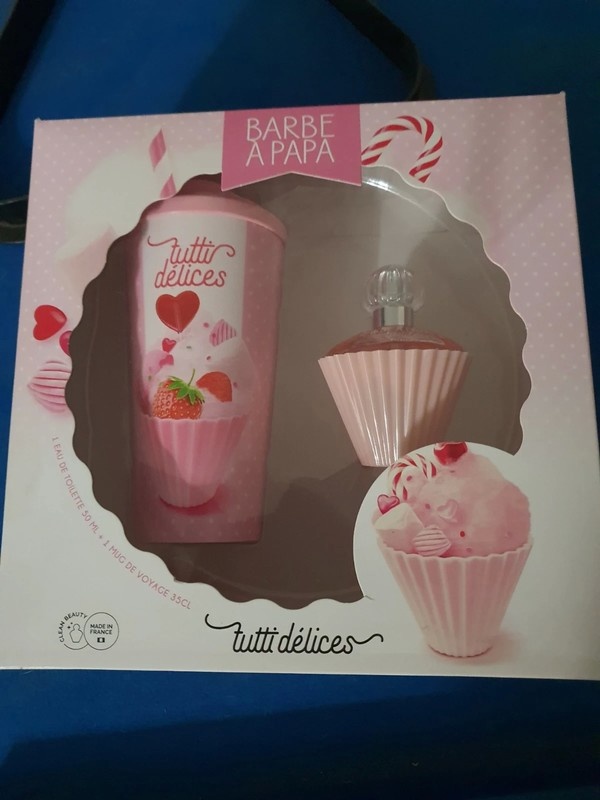 BARBE
À PAPA
tutti
délices
1 EAU DE TOILETTE 50 ML + 1 MUG DE VOYAGE 35CL
CLEAN BEAUTY
MADE IN
FRANCE
tutti délices